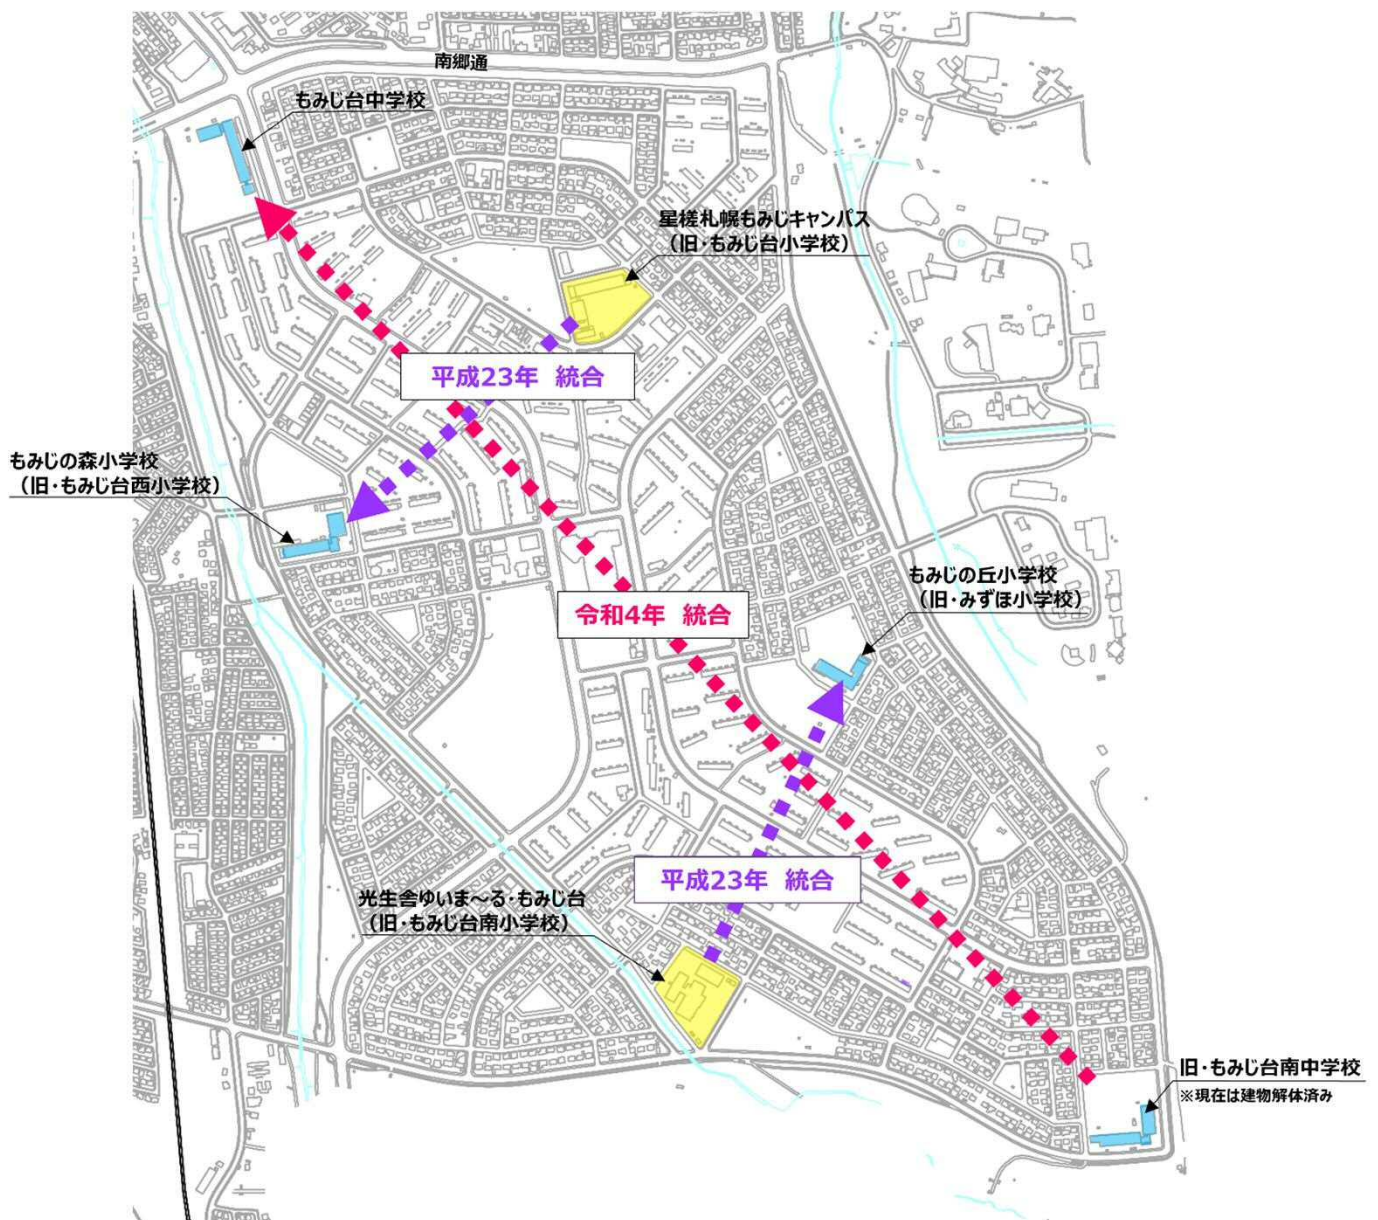 南郷通
もみじ台中学校
星槎札幌もみじキャンパス
（旧・もみじ台小学校）
平成23年 統合
もみじの森小学校
（旧・もみじ台西小学校）
もみじの丘小学校
（旧・みずほ小学校）
令和4年 統合
平成23年 統合
光生舎ゆいま～る・もみじ台
（旧・もみじ台南小学校）
旧・もみじ台南中学校
※現在は建物解体済み